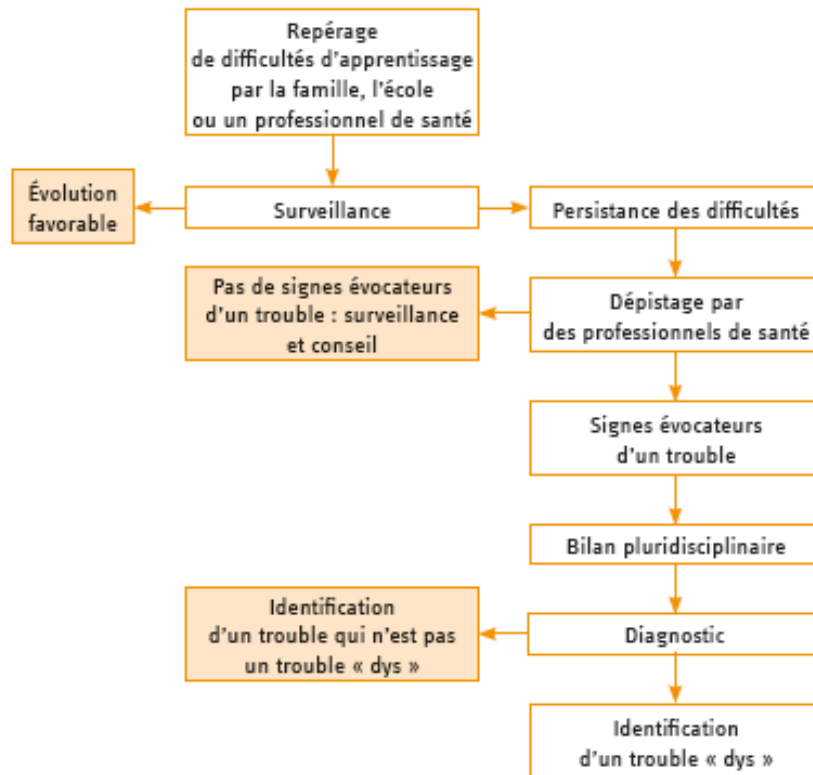 Repérage
de difficultés d'apprentissage
par la famille, l'école
ou un professionnel de santé
Évolution
favorable
Surveillance
Persistance des difficultés
Pas de signes évocateurs
d'un trouble : surveillance
et conseil
Dépistage par
des professionnels de santé
Signes évocateurs
d'un trouble
Bilan pluridisciplinaire
Identification
d'un trouble qui n'est pas
un trouble « dys »
Diagnostic
Identification
d'un trouble « dys »